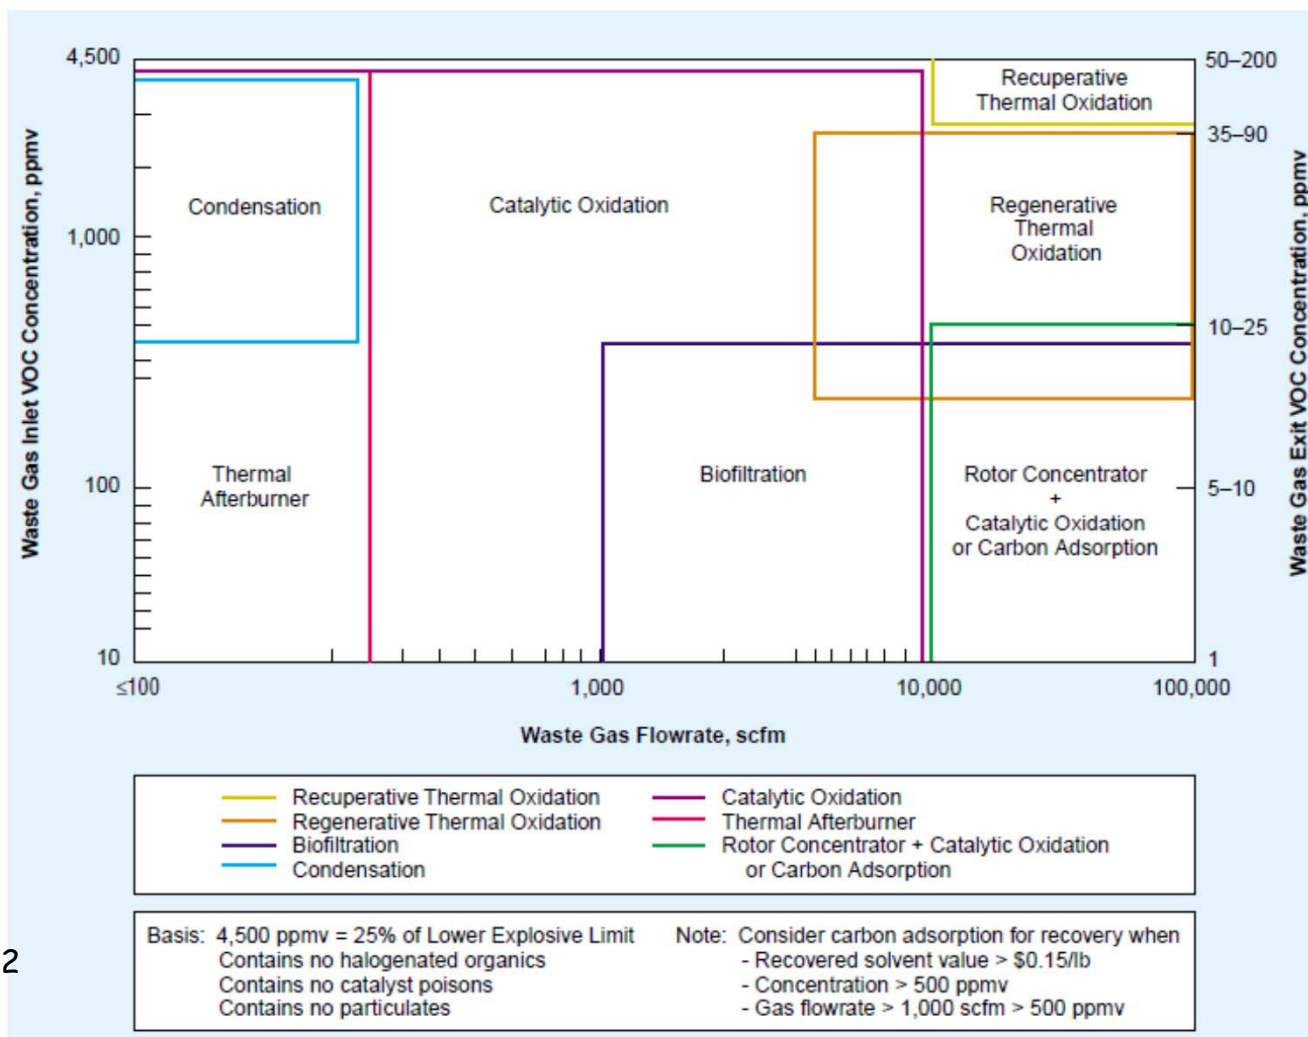 4,500
1,000
100
10
Waste Gas Inlet VOC Concentration, ppmv
50–200
35–90
10–25
5–10
1
Waste Gas Exit VOC Concentration, ppmv
Recuperative
Thermal Oxidation
Condensation
Catalytic Oxidation
Regenerative
Thermal
Oxidation
Thermal
Afterburner
Biofiltration
Rotor Concentrator
+
Catalytic Oxidation
or Carbon Adsorption
≤100
1,000
10,000
100,000
Waste Gas Flowrate, scfm
Recuperative Thermal Oxidation
Regenerative Thermal Oxidation
Biofiltration
Condensation
Catalytic Oxidation
Thermal Afterburner
Rotor Concentrator + Catalytic Oxidation
or Carbon Adsorption
Basis: 4,500 ppmv = 25% of Lower Explosive Limit
Contains no halogenated organics
Contains no catalyst poisons
Contains no particulates
Note: Consider carbon adsorption for recovery when
- Recovered solvent value > $0.15/lb
- Concentration > 500 ppmv
- Gas flowrate > 1,000 scfm > 500 ppmv
2